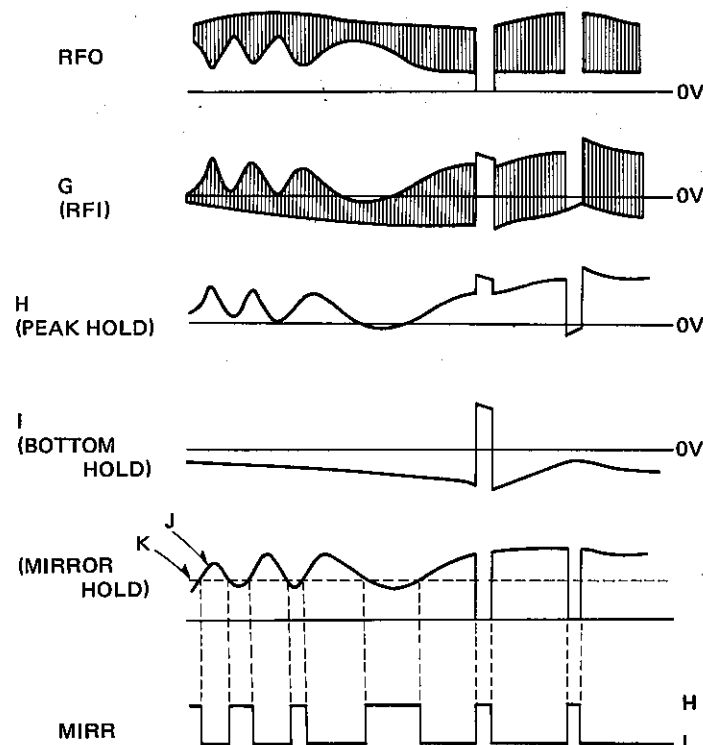 RFO
0V
G
(RFI)
0V
H
(PEAK HOLD)
0V
I
(BOTTOM
HOLD)
0V
J
K
(MIRROR
HOLD)
H
MIRR
L